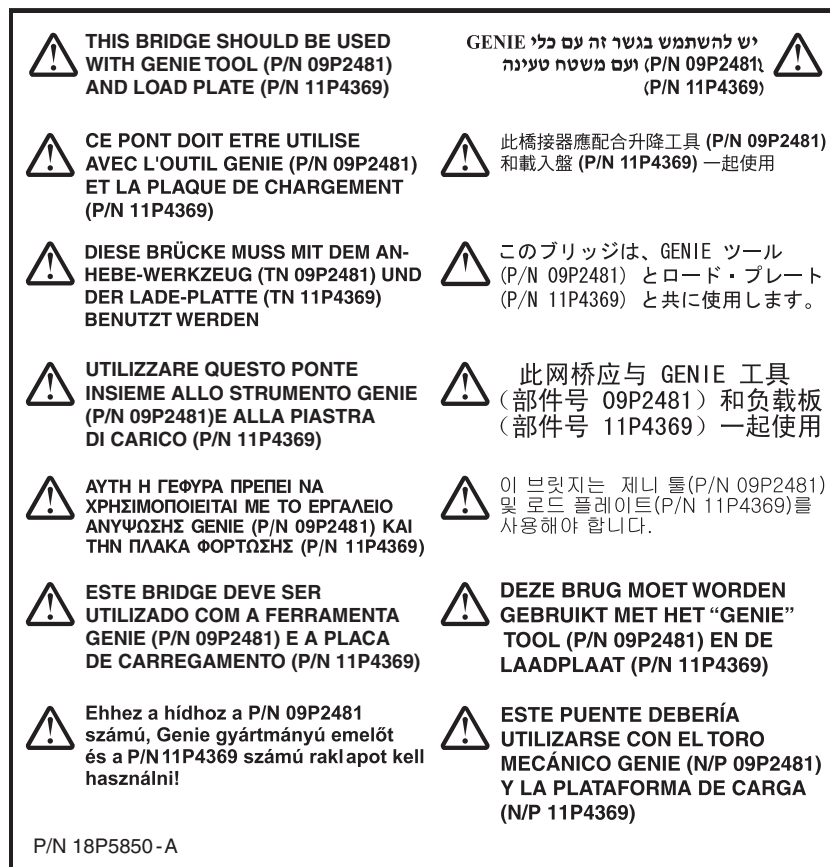 THIS BRIDGE SHOULD BE USED
WITH GENIE TOOL (P/N 09P2481)
AND LOAD PLATE (P/N 11P4369)
יש להשתמש בגשר זה עם כלי GENIE
(P/N 09P2481) ועם משטח טעינה
(P/N 11P4369)
CE PONT DOIT ETRE UTILISE
AVEC L'OUTIL GENIE (P/N 09P2481)
ET LA PLAQUE DE CHARGEMENT
(P/N 11P4369)
此橋接器應配合升降工具 (P/N 09P2481)
和載入盤 (P/N 11P4369) 一起使用
DIESE BRÜCKE MUSS MIT DEM AN-
HEBE-WERKZEUG (TN 09P2481) UND
DER LADE-PLATTE (TN 11P4369)
BENUTZT WERDEN
このブリッジは、GENIE ツール
(P/N 09P2481) とロード・プレート
(P/N 11P4369) と共に使用します。
UTILIZZARE QUESTO PONTE
INSIEME ALLO STRUMENTO GENIE
(P/N 09P2481)E ALLA PIASTRA
DI CARICO (P/N 11P4369)
此网桥应与 GENIE 工具
(部件号 09P2481) 和负载板
(部件号 11P4369) 一起使用
ΑΥΤΗ Η ΓΕΦΥΡΑ ΠΡΕΠΕΙ ΝΑ
ΧΡΗΣΙΜΟΠΟΙΕΙΤΑΙ ΜΕ ΤΟ ΕΡΓΑΛΕΙΟ
ΑΝΥΨΩΣΗΣ GENIE (P/N 09P2481) ΚΑΙ
ΤΗΝ ΠΛΑΚΑ ΦΟΡΤΩΣΗΣ (P/N 11P4369)
이 브릿지는 제니 툴(P/N 09P2481)
및 로드 플레이트(P/N 11P4369)를
사용해야 합니다.
ESTE BRIDGE DEVE SER
UTILIZADO COM A FERRAMENTA
GENIE (P/N 09P2481) E A PLACA
DE CARREGAMENTO (P/N 11P4369)
DEZE BRUG MOET WORDEN
GEBRUIKT MET HET “GENIE”
TOOL (P/N 09P2481) EN DE
LAADPLAAT (P/N 11P4369)
Ehhez a hídhoz a P/N 09P2481
számú, Genie gyártmányú emelőt
és a P/N 11P4369 számú raklapot kell
használni!
ESTE PUENTE DEBERÍA
UTILIZARSE CON EL TORO
MECÁNICO GENIE (N/P 09P2481)
Y LA PLATAFORMA DE CARGA
(N/P 11P4369)
P/N 18P5850-A